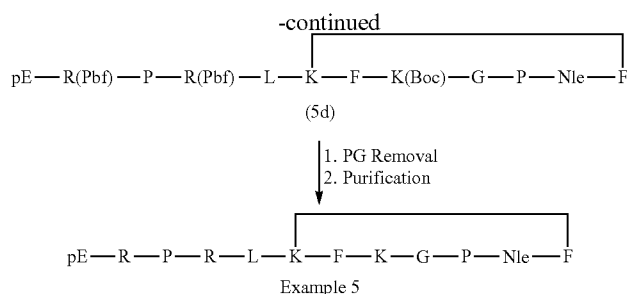 -continued
pE—R(Pbf)—P—R(Pbf)—L—K—F—K(Boc)—G—P—Nle—F
(5d)
1. PG Removal
2. Purification
pE—R—P—R—L—K—F—K—G—P—Nle—F
Example 5